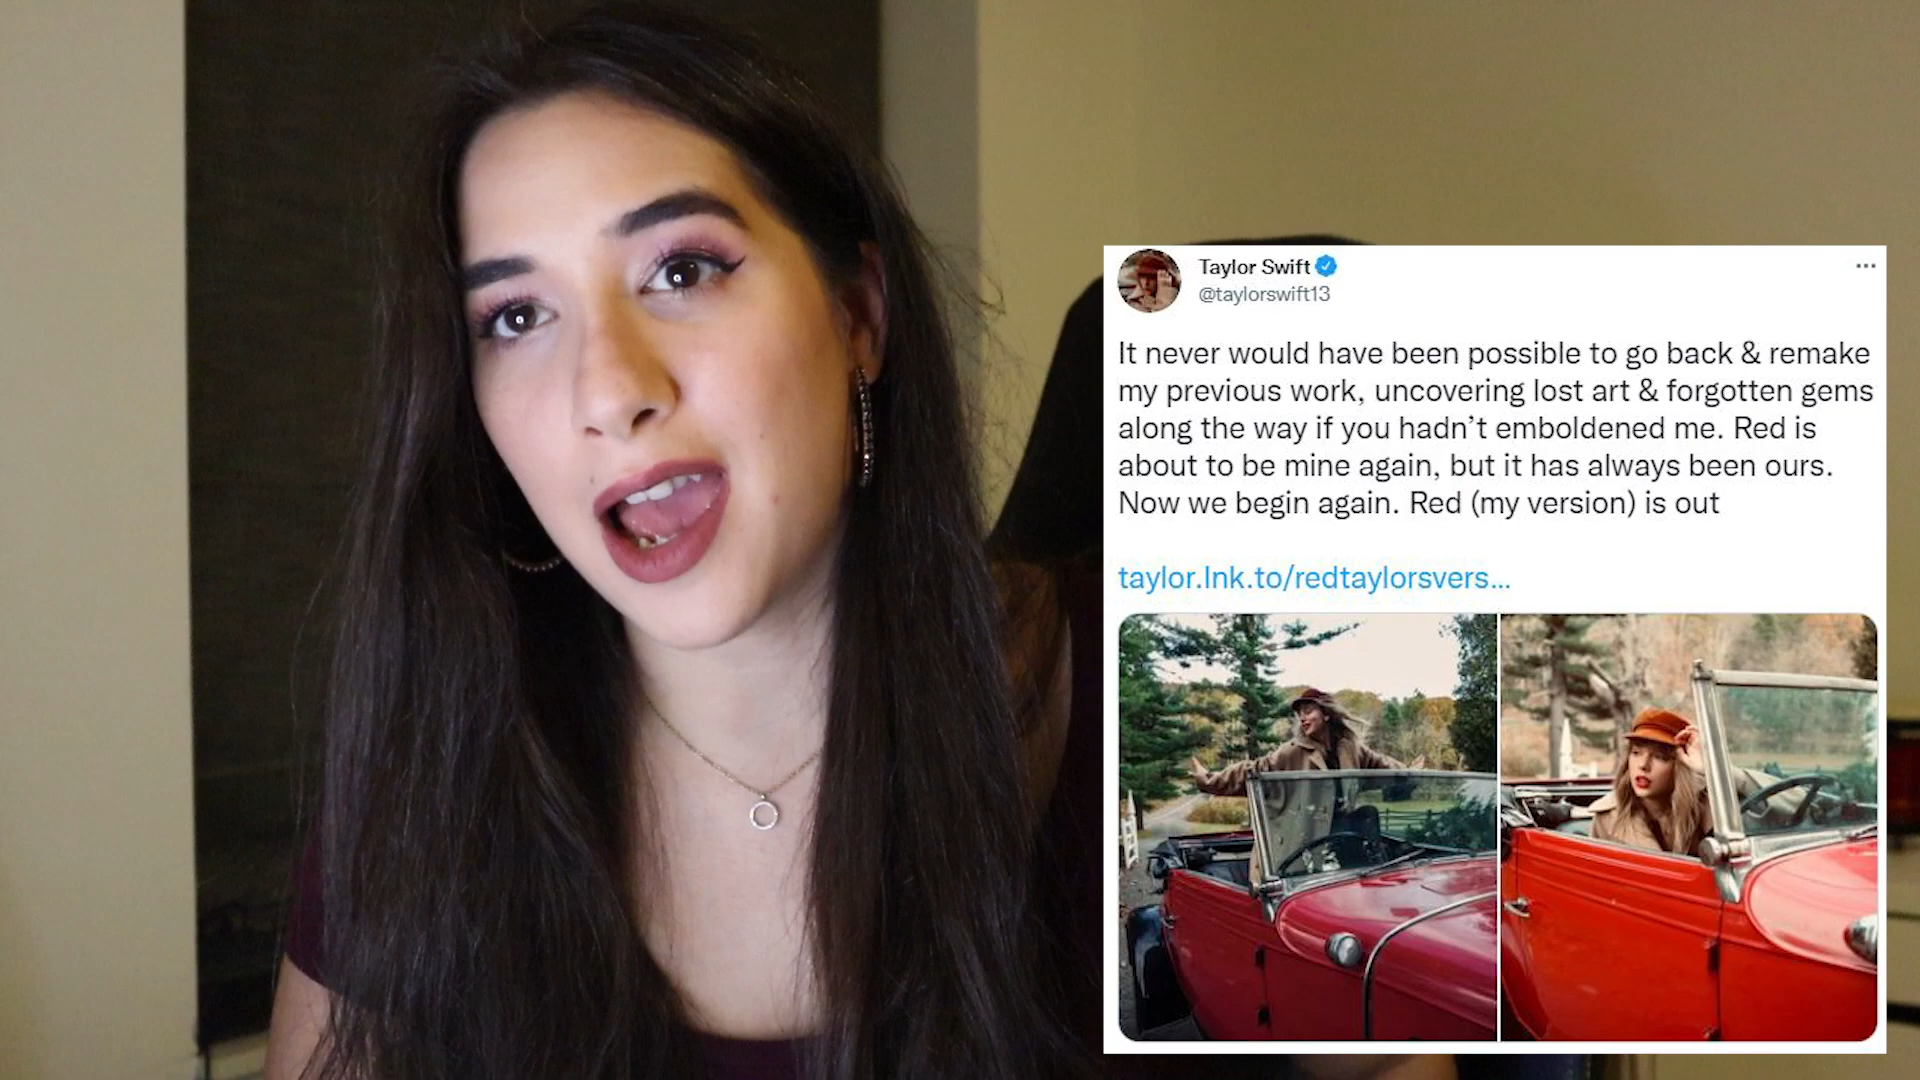 Taylor Swift
@taylorswift13
It never would have been possible to go back & remake
my previous work, uncovering lost art & forgotten gems
along the way if you hadn’t emboldened me. Red is
about to be mine again, but it has always been ours.
Now we begin again. Red (my version) is out
taylor.lnk.to/redtaylorsvers...